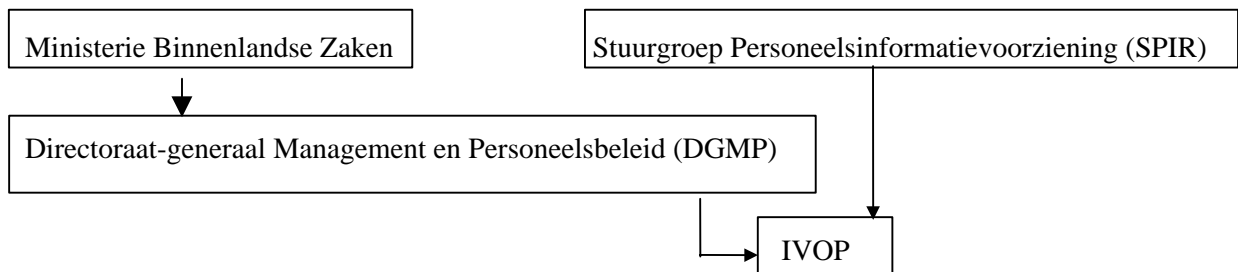 Ministerie Binnenlandse Zaken
Stuurgroep Personeelsinformatievoorziening (SPIR)
Directoraat-generaal Management en Personeelsbeleid (DGMP)
IVOP